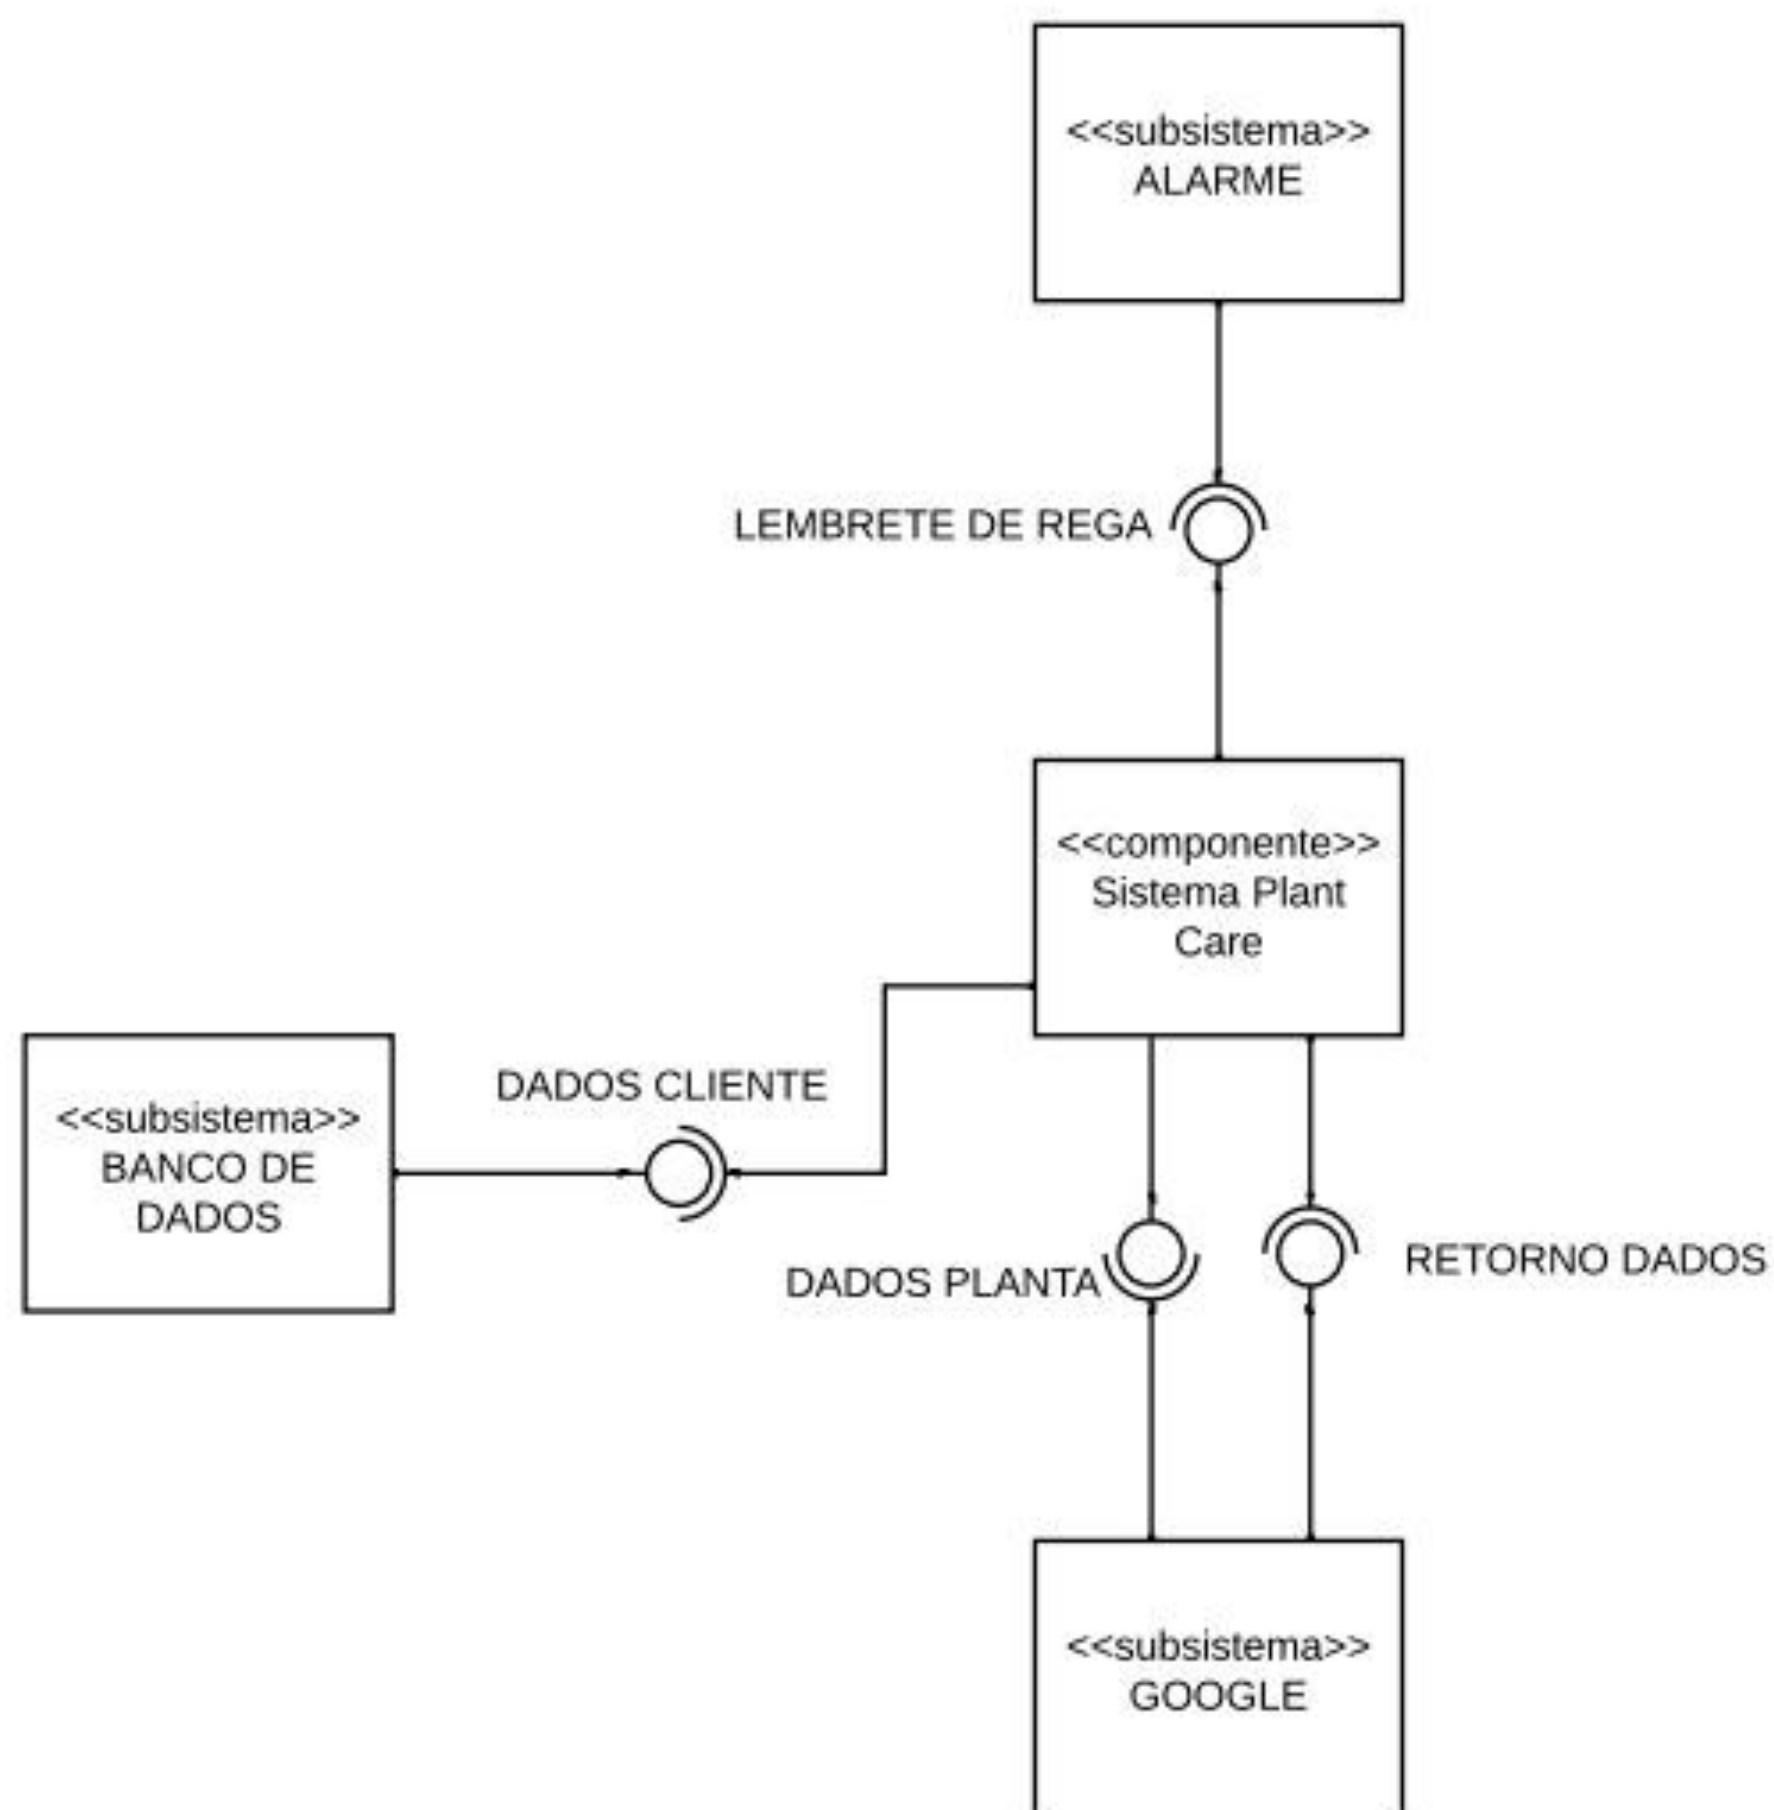 <<subsistema>>
ALARME
LEMBRETE DE REGA
<<componente>>
Sistema Plant
Care
DADOS CLIENTE
<<subsistema>>
BANCO DE
DADOS
DADOS PLANTA
RETORNO DADOS
<<subsistema>>
GOOGLE